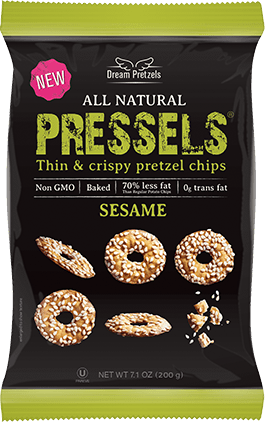 Dream Pretzels
NEW
ALL NATURAL
PRESSELS®
Thin & crispy pretzel chips
Non GMO | Baked | 70% less fat | 0g trans fat
Than Regular Potato Chips
SESAME
U
NET WT 7.1 OZ (200 g)